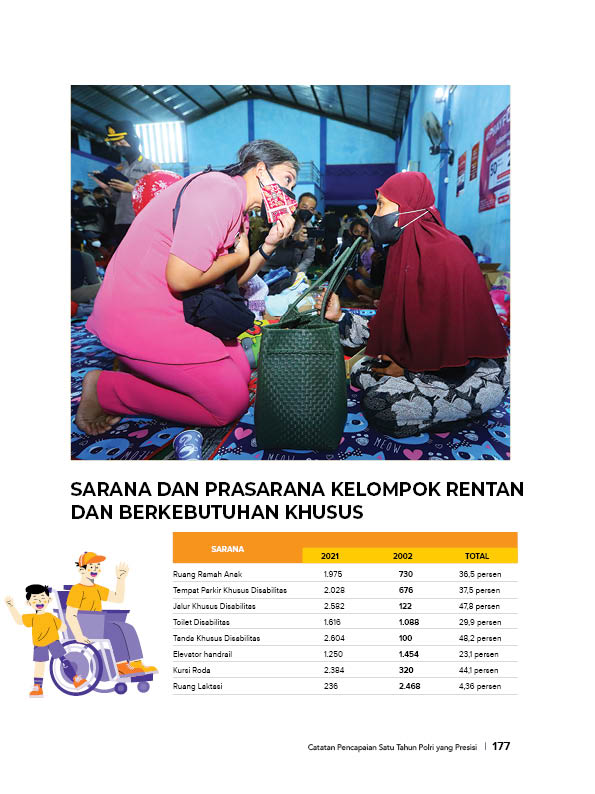 MEOW
MEOW
SARANA DAN PRASARANA KELOMPOK RENTAN
DAN BERKEBUTUHAN KHUSUS
SARANA
2021 2002 TOTAL
Ruang Ramah Anak 1.975 730 36,5 persen
Tempat Parkir Khusus Disabilitas 2.028 676 37,5 persen
Jalur Khusus Disabilitas 2.582 122 47,8 persen
Toilet Disabilitas 1.616 1.088 29,9 persen
Tanda Khusus Disabilitas 2.604 100 48,2 persen
Elevator handrail 1.250 1.454 23,1 persen
Kursi Roda 2.384 320 44,1 persen
Ruang Laktasi 236 2.468 4,36 persen
Catatan Pencapaian Satu Tahun Polri yang Presisi | 177